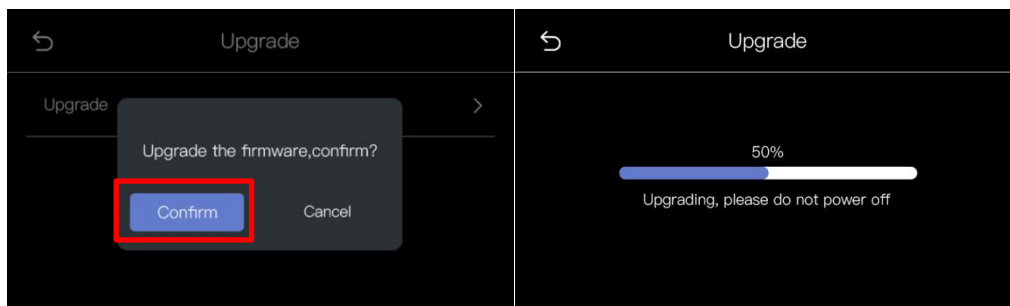 Upgrade
Upgrade
Upgrade the firmware,confirm?
Confirm Cancel
Upgrade
50%
Upgrading, please do not power off